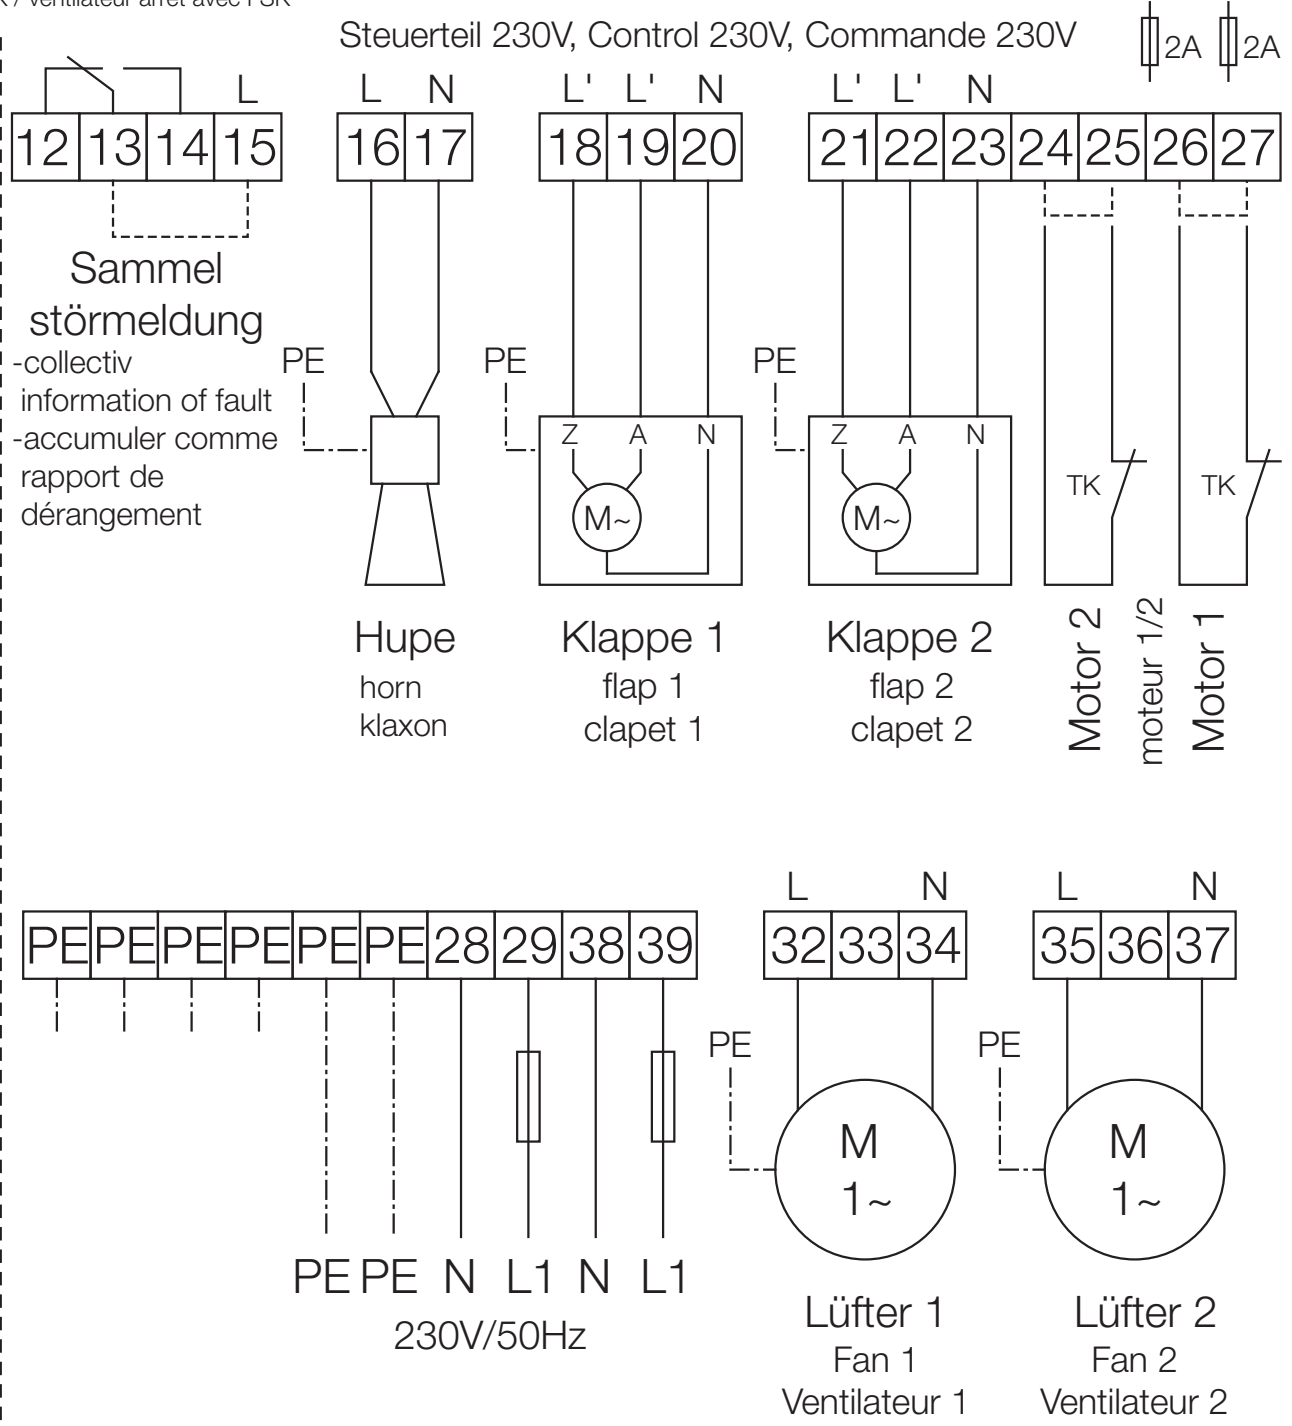 Ventilateur arrêt avec FSK
Steuerteil 230V, Control 230V, Commande 230V
2A 2A
L L N L' L' N L' L' N
12 13 14 15 16 17 18 19 20 21 22 23 24 25 26 27
Sammel
störmeldung
-collectiv
information of fault
-accumuler comme
rapport de
dérangement
PE PE PE
Z A N Z A N
M~ M~ TK TK
Hupe
horn
klaxon
Klappe 1
flap 1
clapet 1
Klappe 2
flap 2
clapet 2
Motor 2
moteur 1/2
Motor 1
L N L N
PE PE PE PE PE PE 28 29 38 39 32 33 34 35 36 37
PE PE
M
1~
M
1~
PE PE N L1 N L1
230V/50Hz
Lüfter 1
Fan 1
Ventilateur 1
Lüfter 2
Fan 2
Ventilateur 2